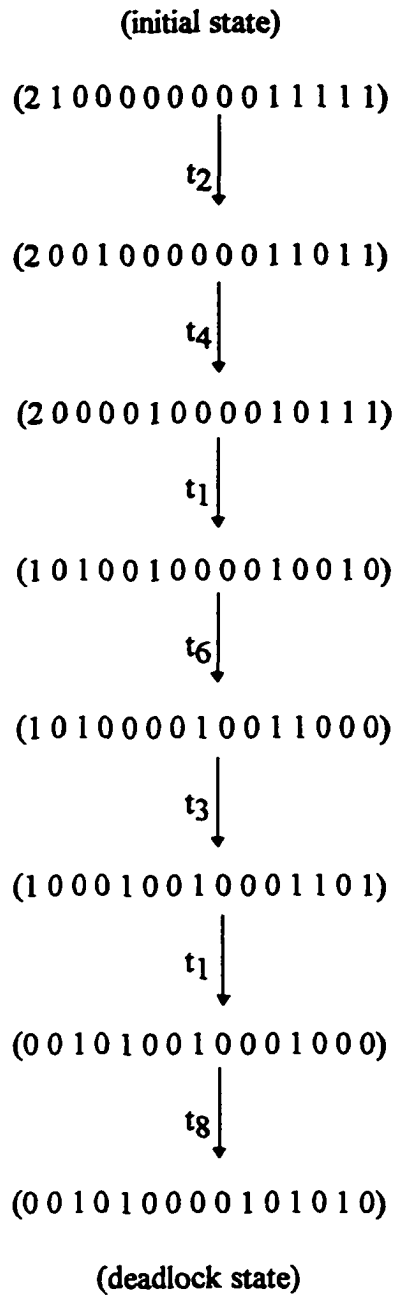 (initial state)
(2 1 0 0 0 0 0 0 0 0 1 1 1 1 1)
t2
(2 0 0 1 0 0 0 0 0 0 1 1 0 1 1)
t4
(2 0 0 0 0 1 0 0 0 0 1 0 1 1 1)
t1
(1 0 1 0 0 1 0 0 0 0 1 0 0 1 0)
t6
(1 0 1 0 0 0 0 1 0 0 1 1 0 0 0)
t3
(1 0 0 0 1 0 0 1 0 0 0 1 1 0 1)
t1
(0 0 1 0 1 0 0 1 0 0 0 1 0 0 0)
t8
(0 0 1 0 1 0 0 0 0 1 0 1 0 1 0)
(deadlock state)